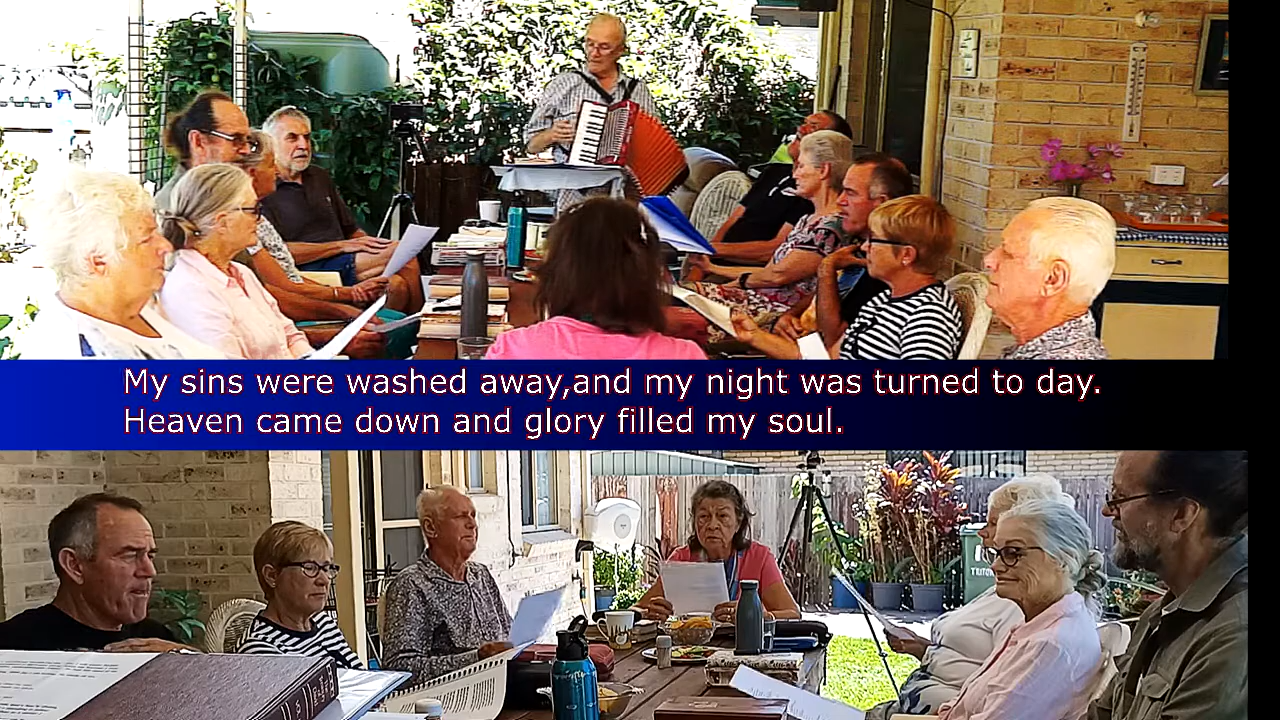 My sins were washed away,and my night was turned to day.
Heaven came down and glory filled my soul.